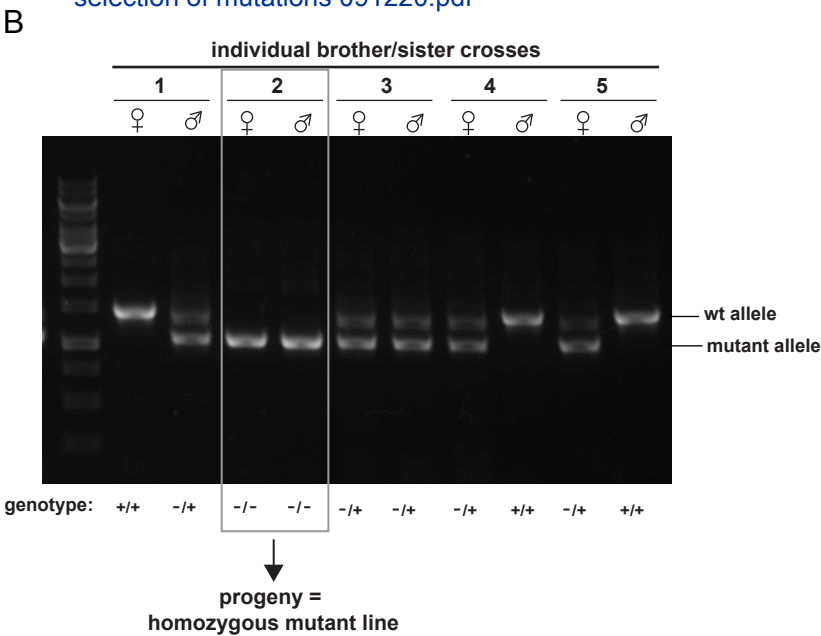 selection of mutations 091220.pdf
B
individual brother/sister crosses
1 2 3 4 5
♀ ♂ ♀ ♂ ♀ ♂ ♀ ♂ ♀ ♂
wt allele
mutant allele
genotype: +/+ -/+ -/- -/- -/+ -/+ -/+ +/+ -/+ +/+
progeny =
homozygous mutant line